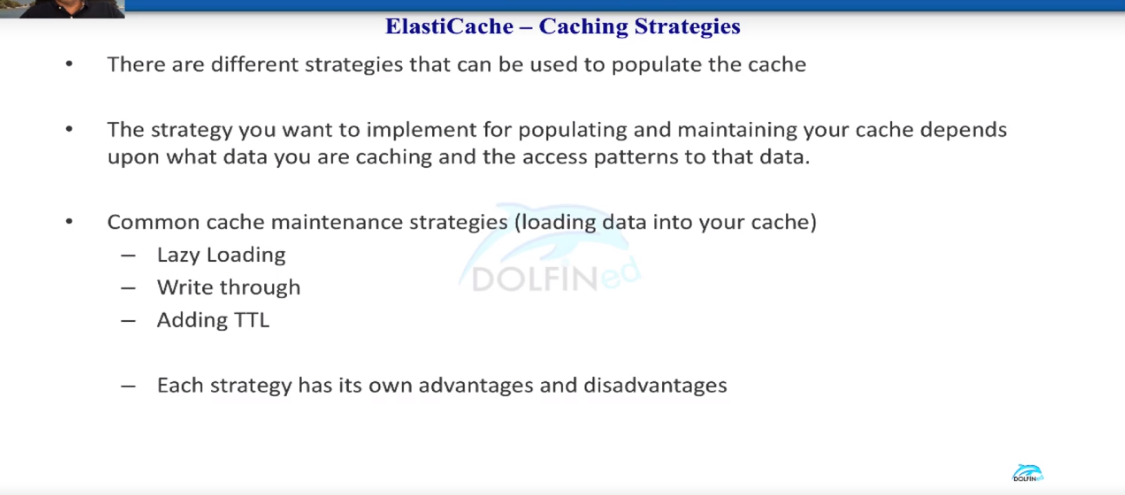 ElastiCache – Caching Strategies
• There are different strategies that can be used to populate the cache
• The strategy you want to implement for populating and maintaining your cache depends
upon what data you are caching and the access patterns to that data.
• Common cache maintenance strategies (loading data into your cache)
– Lazy Loading
DOLFINed
– Write through
– Adding TTL
– Each strategy has its own advantages and disadvantages
DOLFINed